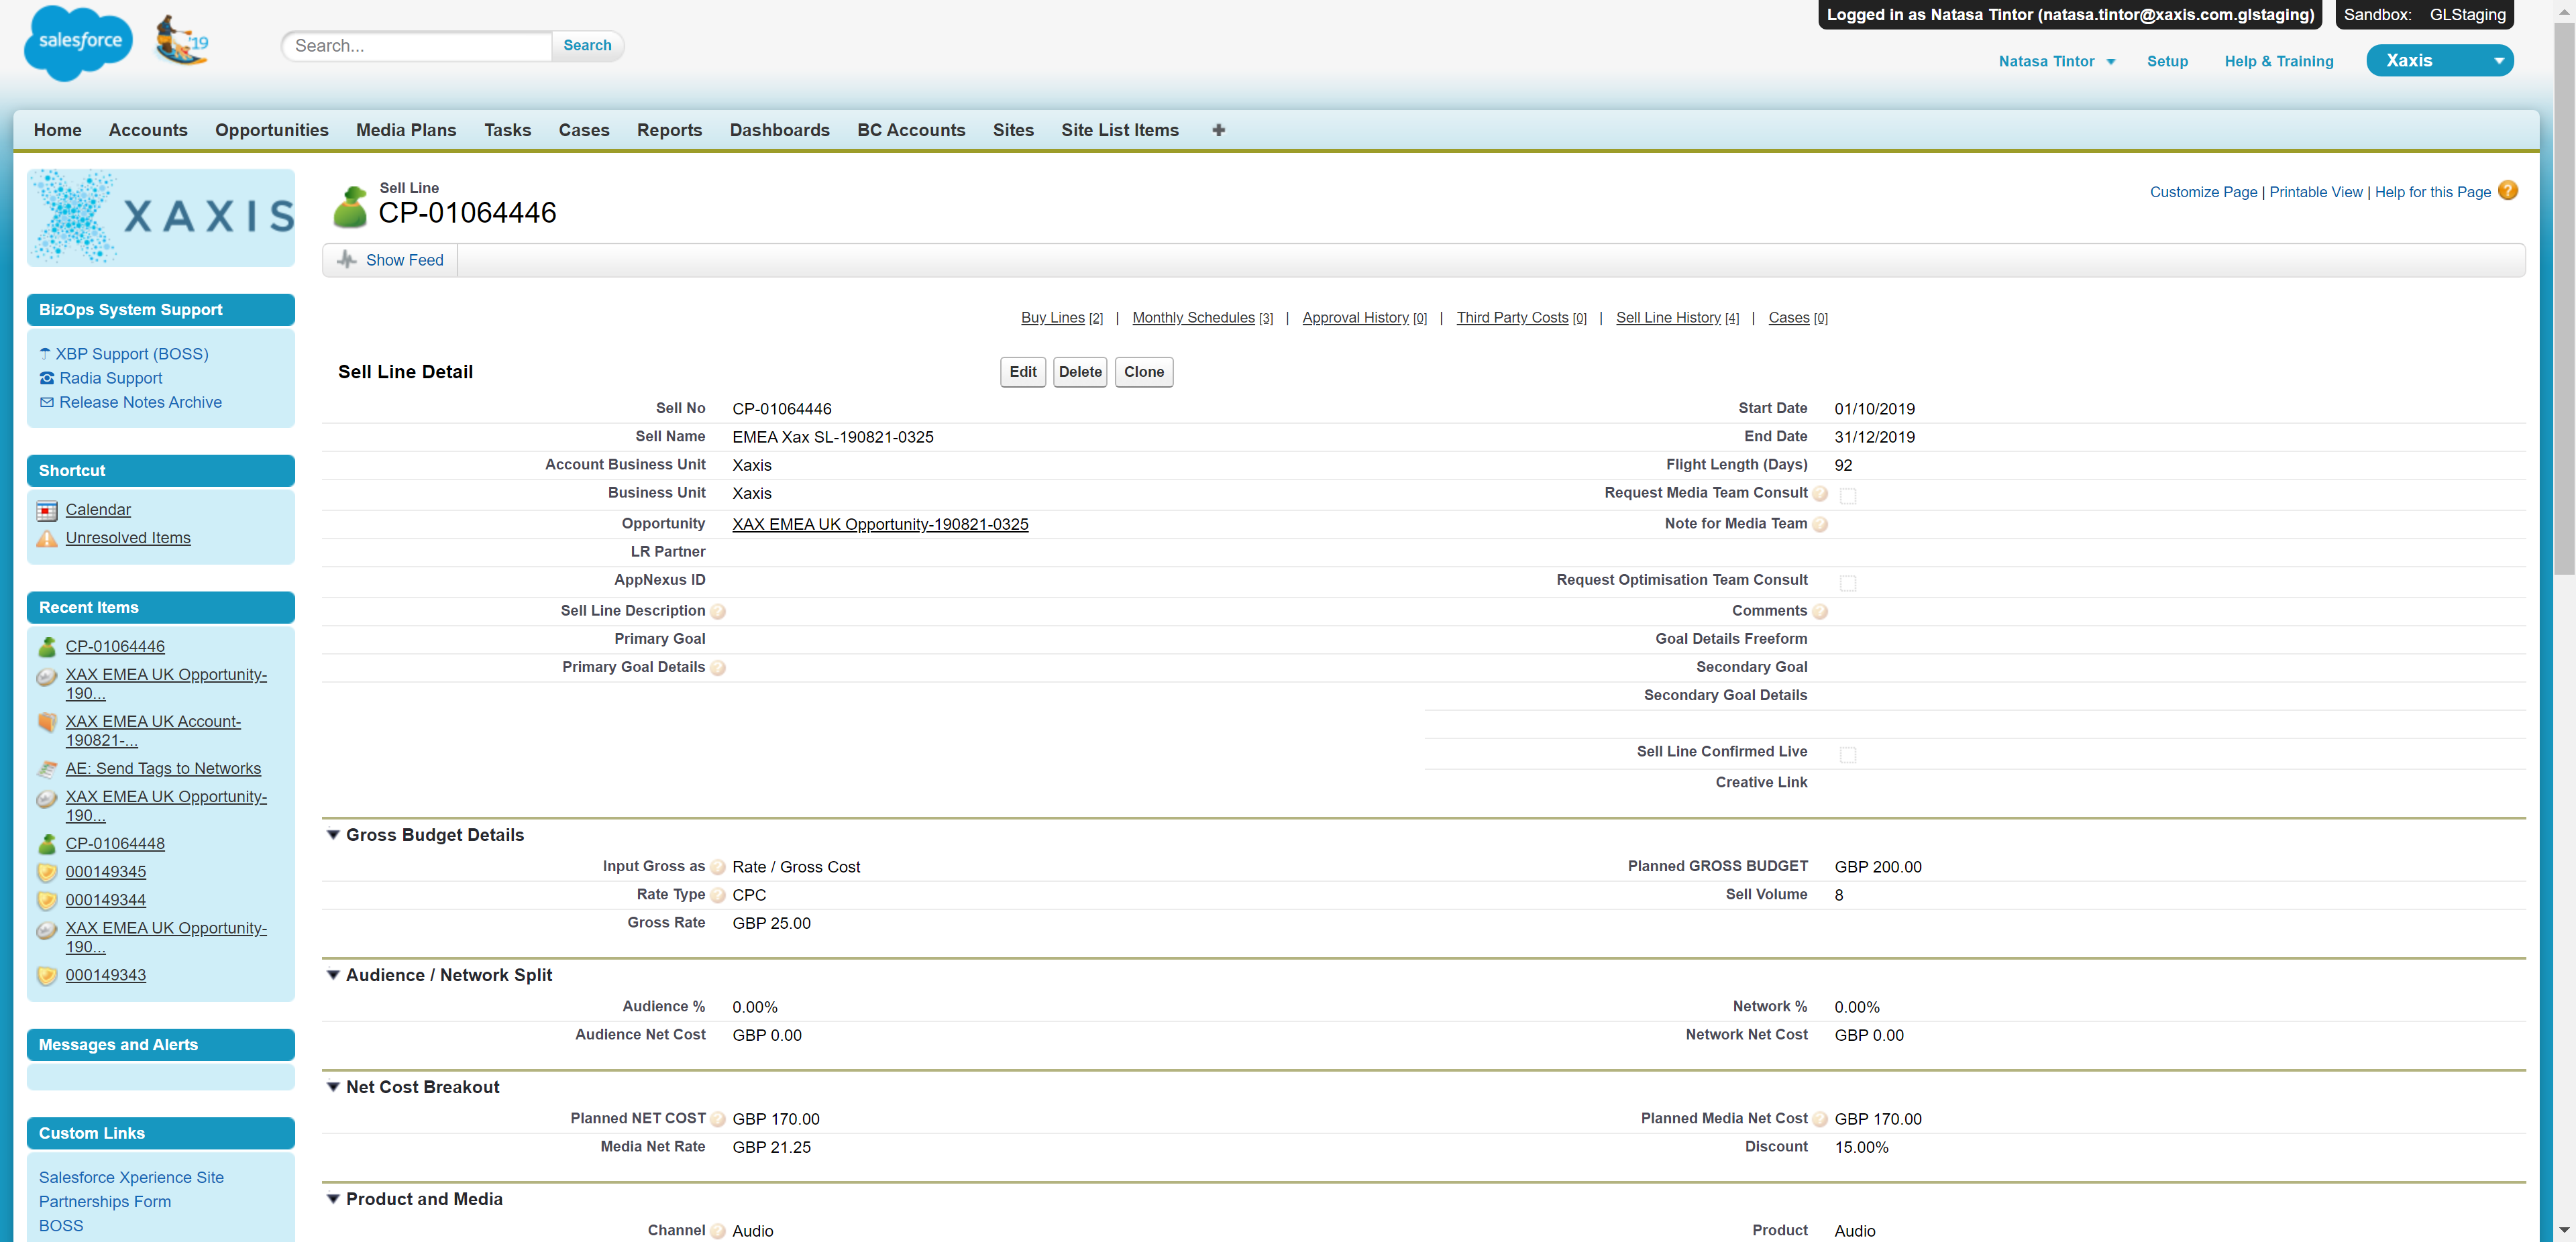 Logged in as Natasa Tintor (natasa.tintor@xaxis.com.glstaging)
Sandbox: GLStaging
salesforce
'19
Search...
Search
Natasa Tintor
Setup
Help & Training
Xaxis
Home Accounts Opportunities Media Plans Tasks Cases Reports Dashboards BC Accounts Sites Site List Items
XAXIS
BizOps System Support
XBP Support (BOSS)
Radia Support
Release Notes Archive
Shortcut
Calendar
Unresolved Items
Recent Items
CP-01064446
XAX EMEA UK Opportunity-
190...
XAX EMEA UK Account-
190821-...
AE: Send Tags to Networks
XAX EMEA UK Opportunity-
190...
CP-01064448
000149345
000149344
XAX EMEA UK Opportunity-
190...
000149343
Messages and Alerts
Custom Links
Salesforce Xperience Site
Partnerships Form
BOSS
Sell Line
CP-01064446
Customize Page | Printable View | Help for this Page ?
Show Feed
Buy Lines [2] | Monthly Schedules [3] | Approval History [0] | Third Party Costs [0] | Sell Line History [4] | Cases [0]
Sell Line Detail
Edit Delete Clone
Sell No CP-01064446 Start Date 01/10/2019
Sell Name EMEA Xax SL-190821-0325 End Date 31/12/2019
Account Business Unit Xaxis Flight Length (Days) 92
Business Unit Xaxis Request Media Team Consult ?
Opportunity XAX EMEA UK Opportunity-190821-0325 Note for Media Team ?
LR Partner
AppNexus ID Request Optimisation Team Consult
Sell Line Description ? Comments ?
Primary Goal Goal Details Freeform
Primary Goal Details ? Secondary Goal
Secondary Goal Details
Sell Line Confirmed Live
Creative Link
Gross Budget Details
Input Gross as ? Rate / Gross Cost Planned GROSS BUDGET GBP 200.00
Rate Type ? CPC Sell Volume 8
Gross Rate GBP 25.00
Audience / Network Split
Audience % 0.00% Network % 0.00%
Audience Net Cost GBP 0.00 Network Net Cost GBP 0.00
Net Cost Breakout
Planned NET COST ? GBP 170.00 Planned Media Net Cost ? GBP 170.00
Media Net Rate GBP 21.25 Discount 15.00%
Product and Media
Channel ? Audio Product Audio